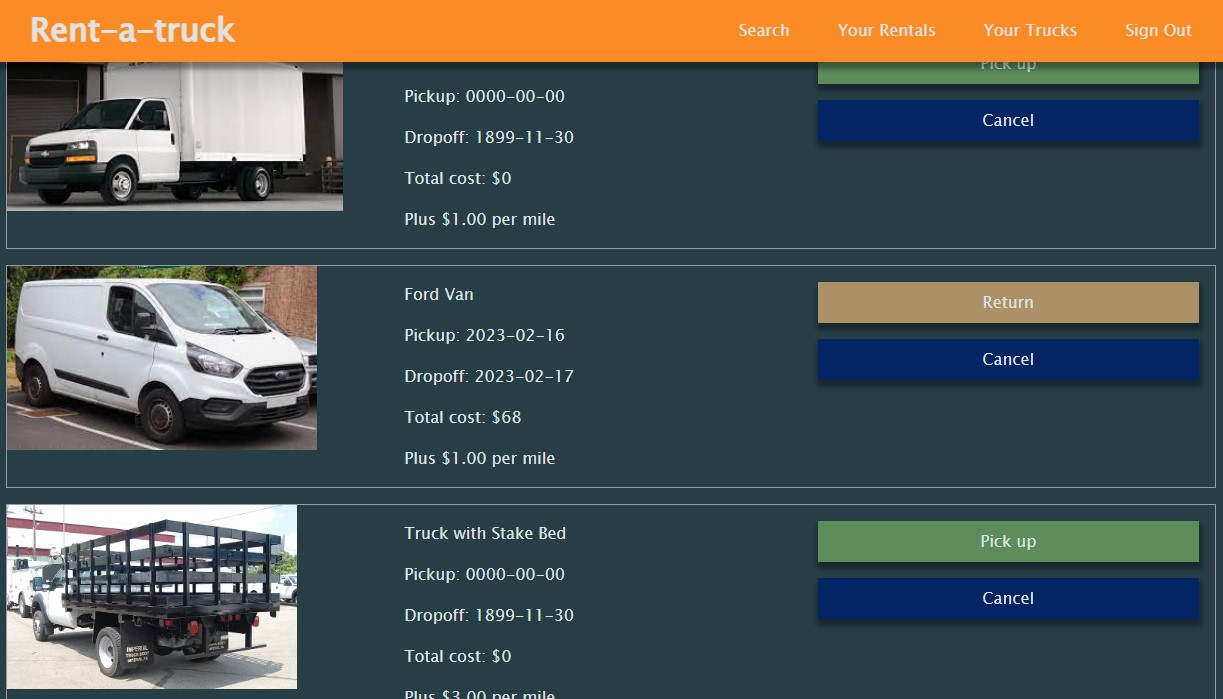 Rent-a-truck
Search
Your Rentals
Your Trucks
Sign Out
Pick up
Pickup: 0000-00-00
Cancel
Dropoff: 1899-11-30
Total cost: $0
Plus $1.00 per mile
Ford Van
Return
Pickup: 2023-02-16
Cancel
Dropoff: 2023-02-17
Total cost: $68
Plus $1.00 per mile
Truck with Stake Bed
Pick up
Pickup: 0000-00-00
Cancel
Dropoff: 1899-11-30
Total cost: $0
Plus $3.00 per mile
IMPERIAL